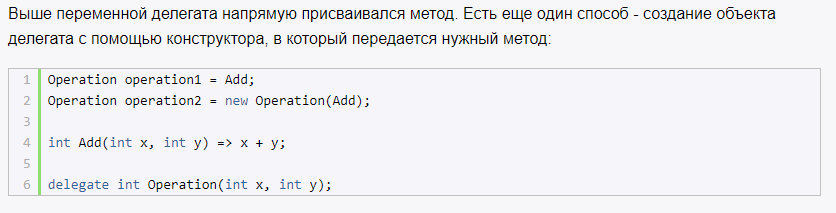 Выше переменной делегата напрямую присваивался метод. Есть еще один способ - создание объекта
делегата с помощью конструктора, в который передается нужный метод:
1 Operation operation1 = Add;
2 Operation operation2 = new Operation(Add);
3
4 int Add(int x, int y) => x + y;
5
6 delegate int Operation(int x, int y);